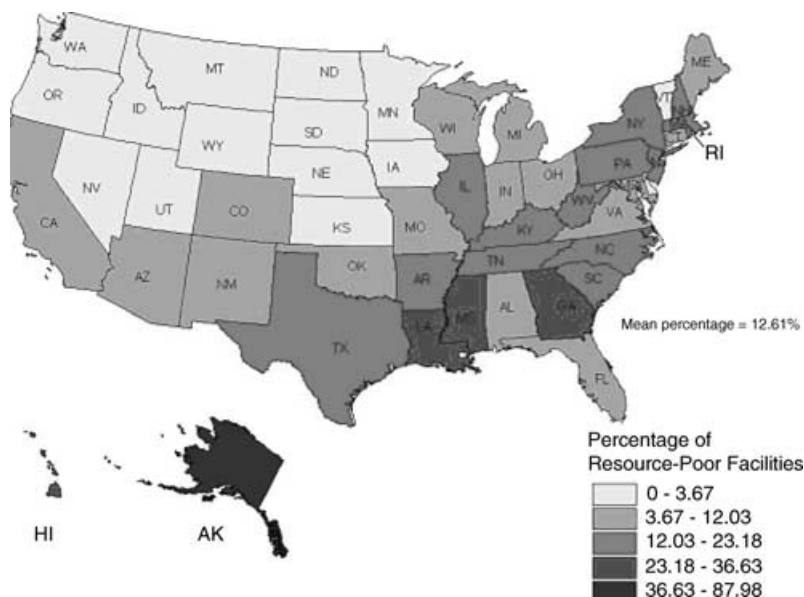 WA
MT
ND
MN
ME
VT
NH
OR
ID
SD
WI
MI
NY
WY
RI
IA
PA
NE
NV
IL
IN
OH
UT
CO
WV
VA
KS
MO
KY
CA
NC
TN
OK
AZ
NM
AR
SC
MS
AL
GA
Mean percentage = 12.61%
LA
TX
FL
Percentage of
Resource-Poor Facilities
0 - 3.67
3.67 - 12.03
12.03 - 23.18
23.18 - 36.63
36.63 - 87.98
HI
AK